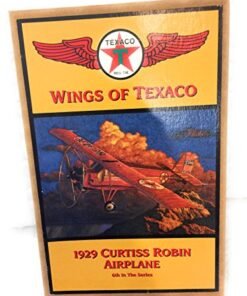 TEXACO
WINGS OF TEXACO
1929 CURTISS ROBIN
AIRPLANE
6th In The Series